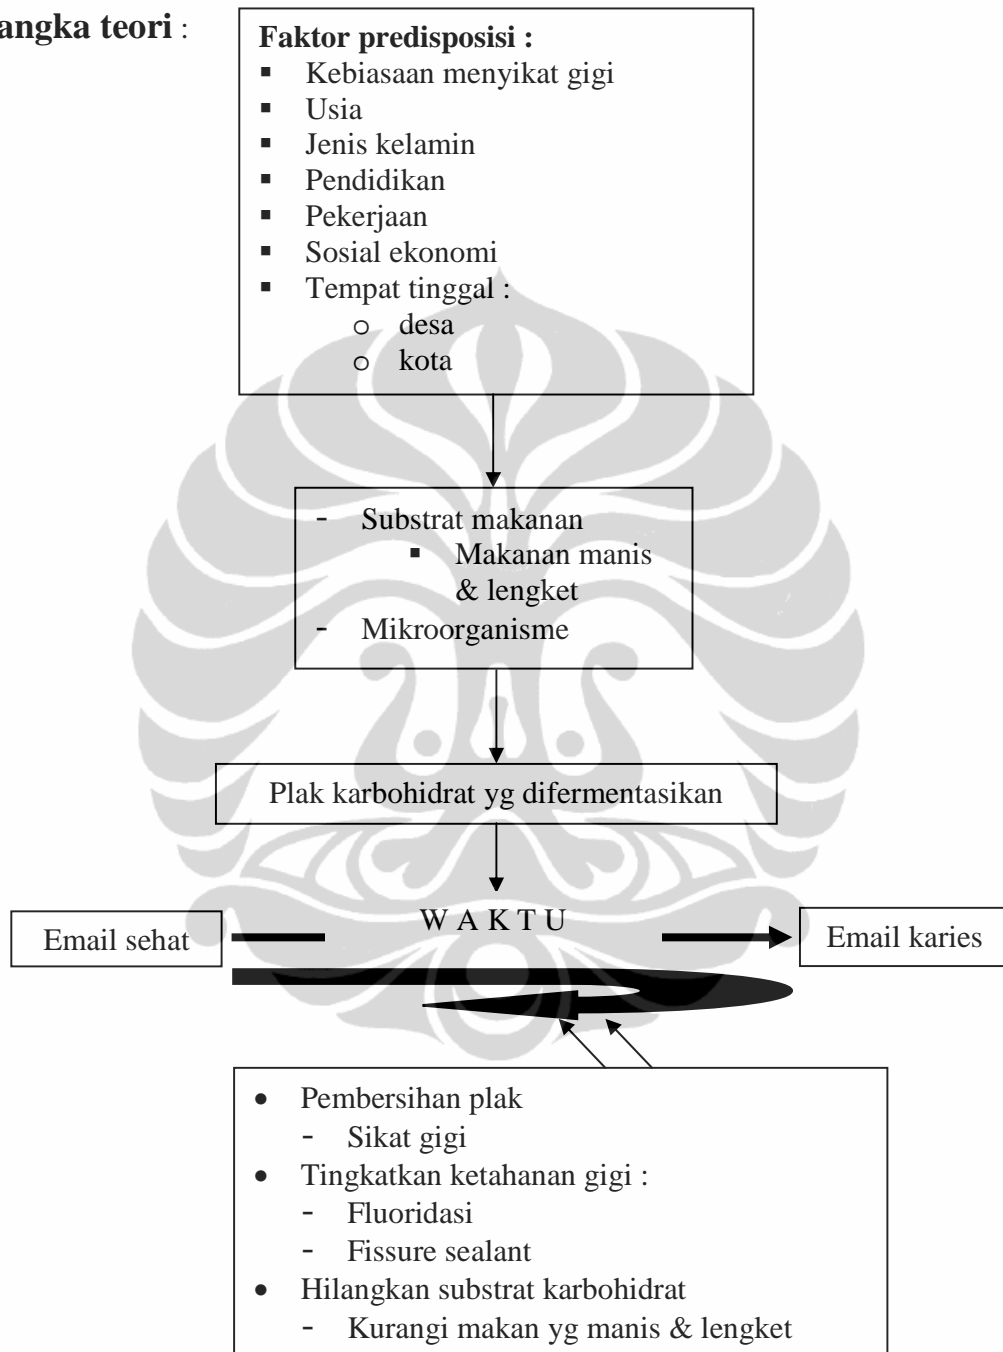 angka teori :
Faktor predisposisi :
▪ Kebiasaan menyikat gigi
▪ Usia
▪ Jenis kelamin
▪ Pendidikan
▪ Pekerjaan
▪ Sosial ekonomi
▪ Tempat tinggal :
o desa
o kota
- Substrat makanan
▪ Makanan manis
& lengket
- Mikroorganisme
Plak karbohidrat yg difermentasikan
W A K T U
Email sehat
Email karies
• Pembersihan plak
- Sikat gigi
• Tingkatkan ketahanan gigi :
- Fluoridasi
- Fissure sealant
• Hilangkan substrat karbohidrat
- Kurangi makan yg manis & lengket